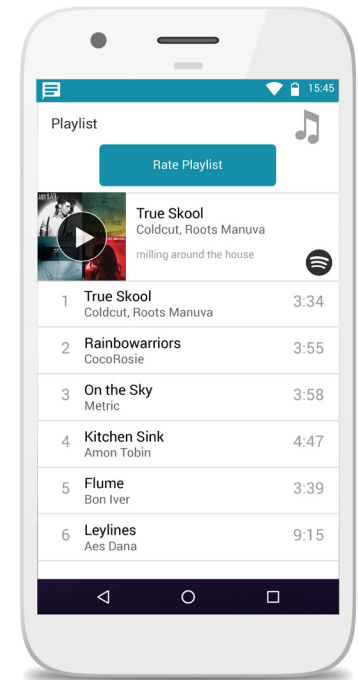 15:45
Playlist
Rate Playlist
True Skool
Coldcut, Roots Manuva
milling around the house
1 True Skool 3:34
Coldcut, Roots Manuva
2 Rainbowarriors 3:55
CocoRosie
3 On the Sky 3:58
Metric
4 Kitchen Sink 4:47
Amon Tobin
5 Flume 3:39
Bon Iver
6 Leylines 9:15
Aes Dana